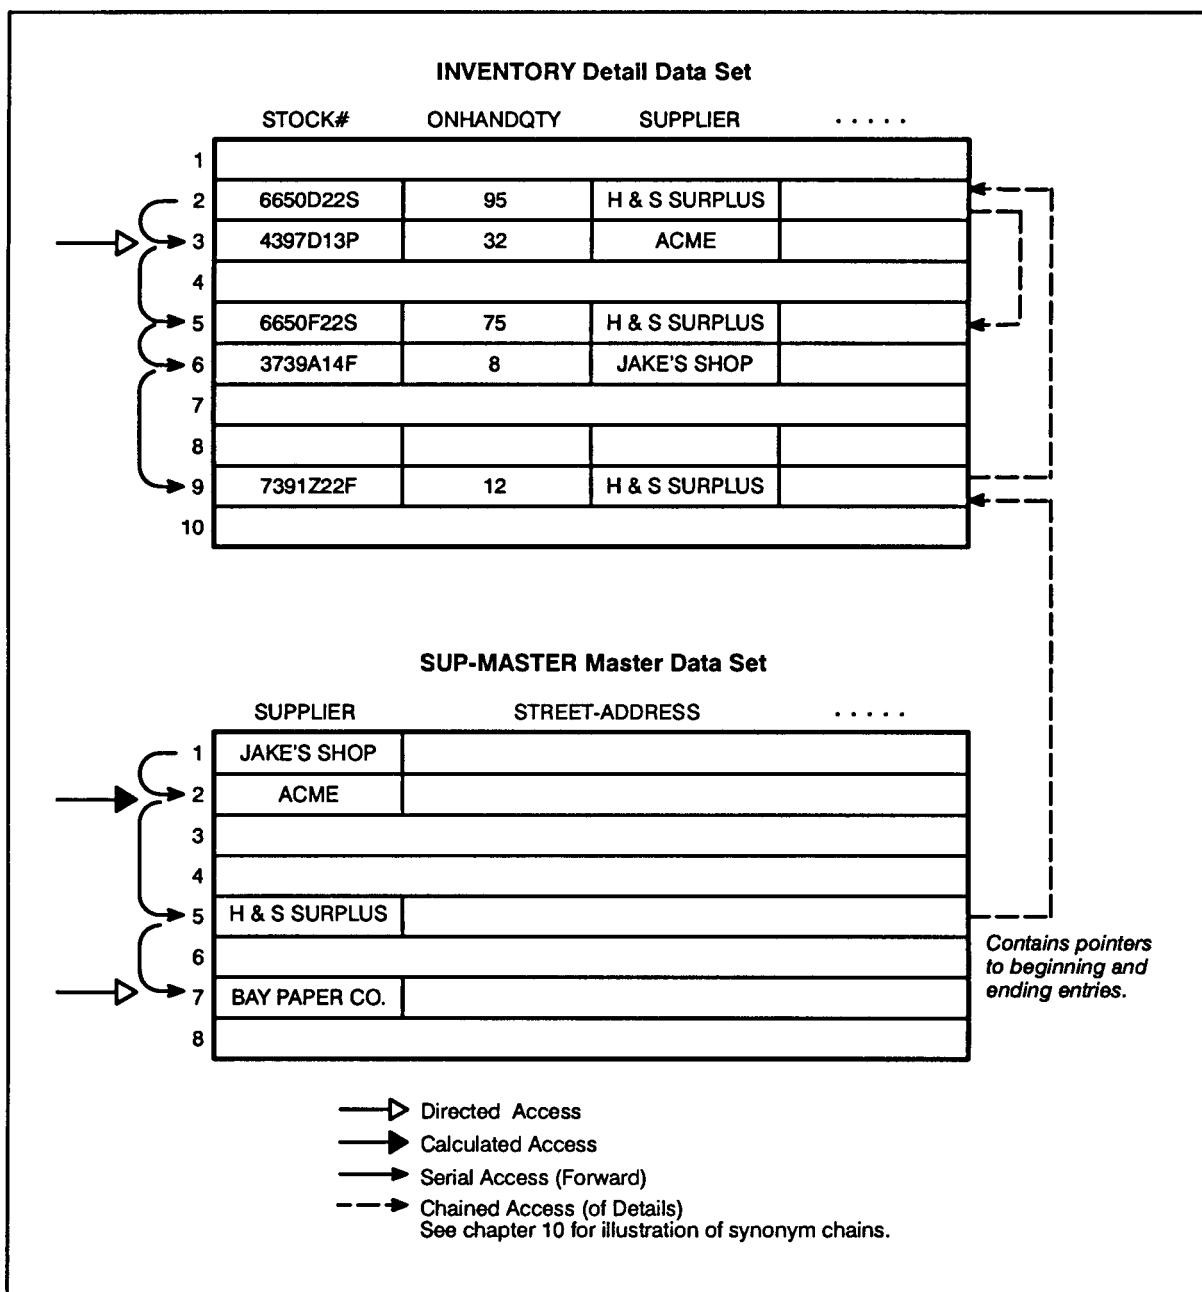 INVENTORY Detail Data Set
STOCK# ONHANDQTY SUPPLIER . . . . .
1
2 6650D22S 95 H & S SURPLUS
3 4397D13P 32 ACME
4
5 6650F22S 75 H & S SURPLUS
6 3739A14F 8 JAKE'S SHOP
7
8
9 7391Z22F 12 H & S SURPLUS
10
SUP-MASTER Master Data Set
SUPPLIER STREET-ADDRESS . . . . .
1 JAKE'S SHOP
2 ACME
3
4
5 H & S SURPLUS
6
7 BAY PAPER CO.
8
Contains pointers
to beginning and
ending entries.
Directed Access
Calculated Access
Serial Access (Forward)
Chained Access (of Details)
See chapter 10 for illustration of synonym chains.